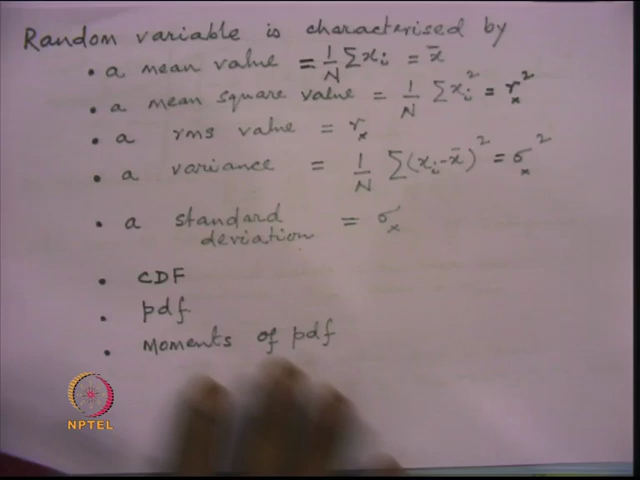 Random variable is characterised by
• a mean value = 1/N Σxᵢ = x̄
• a mean square value = 1/N Σxᵢ² = rₓ²
• a rms value = rₓ
• a variance = 1/N Σ(xᵢ-x̄)² = σₓ²
• a standard
deviation = σₓ
• CDF
• pdf
• Moments of pdf
NPTEL